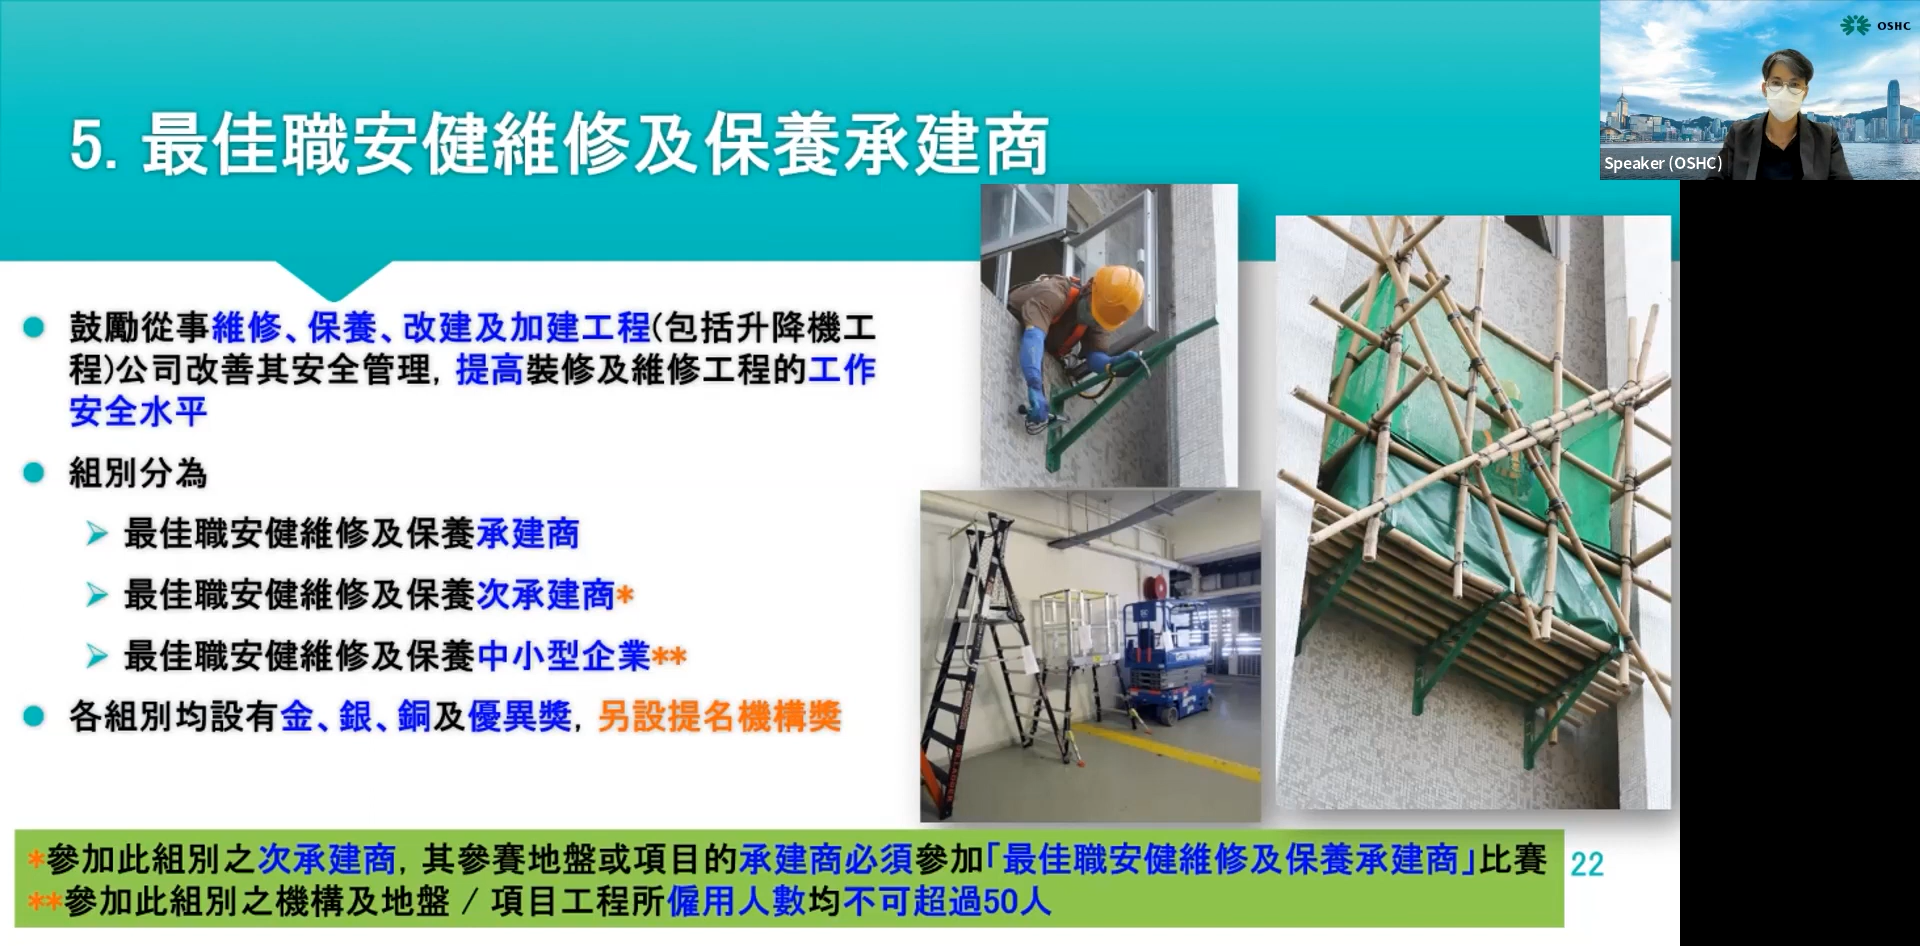 5. 最佳職安健維修及保養承建商
OSHC
Speaker (OSHC)
鼓勵從事維修、保養、改建及加建工程(包括升降機工
程)公司改善其安全管理, 提高裝修及維修工程的工作
安全水平
組別分為
最佳職安健維修及保養承建商
最佳職安健維修及保養次承建商*
最佳職安健維修及保養中小型企業**
各組別均設有金、銀、銅及優異獎, 另設提名機構獎
*參加此組別之次承建商, 其參賽地盤或項目的承建商必須參加「最佳職安健維修及保養承建商」比賽
**參加此組別之機構及地盤 / 項目工程所僱用人數均不可超過50人
22